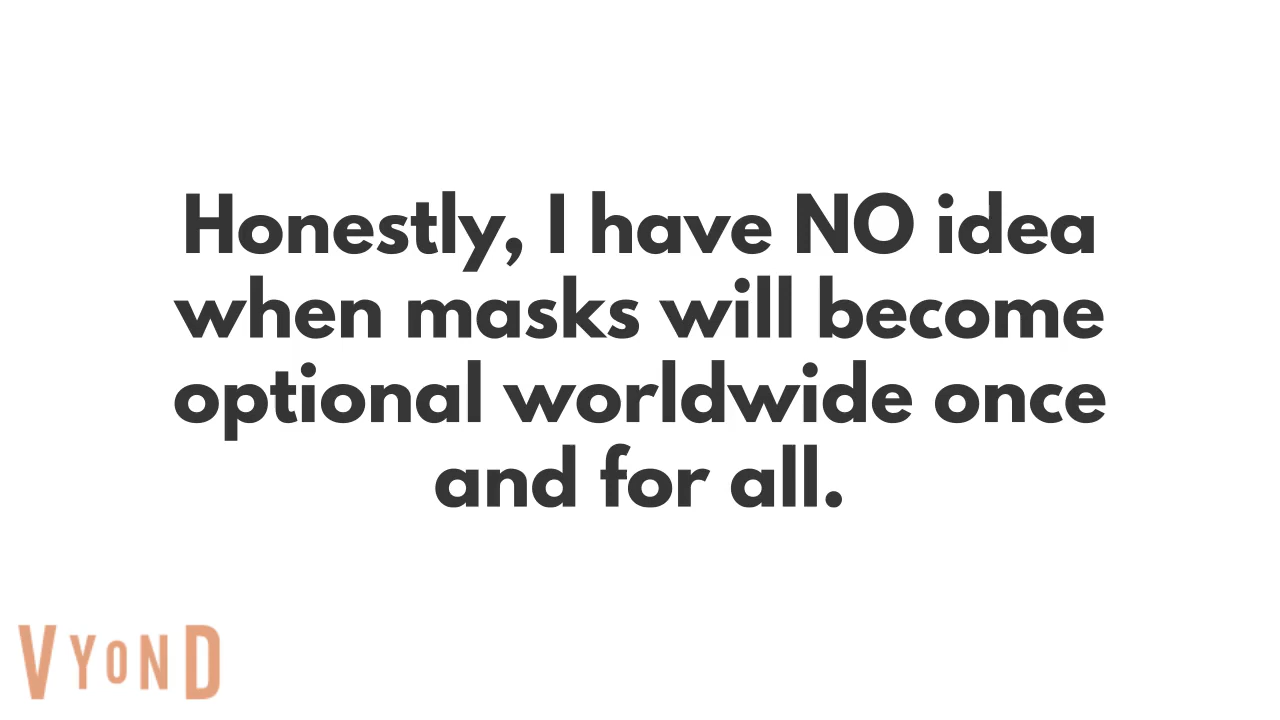 Honestly, I have NO idea
when masks will become
optional worldwide once
and for all.
VYOND